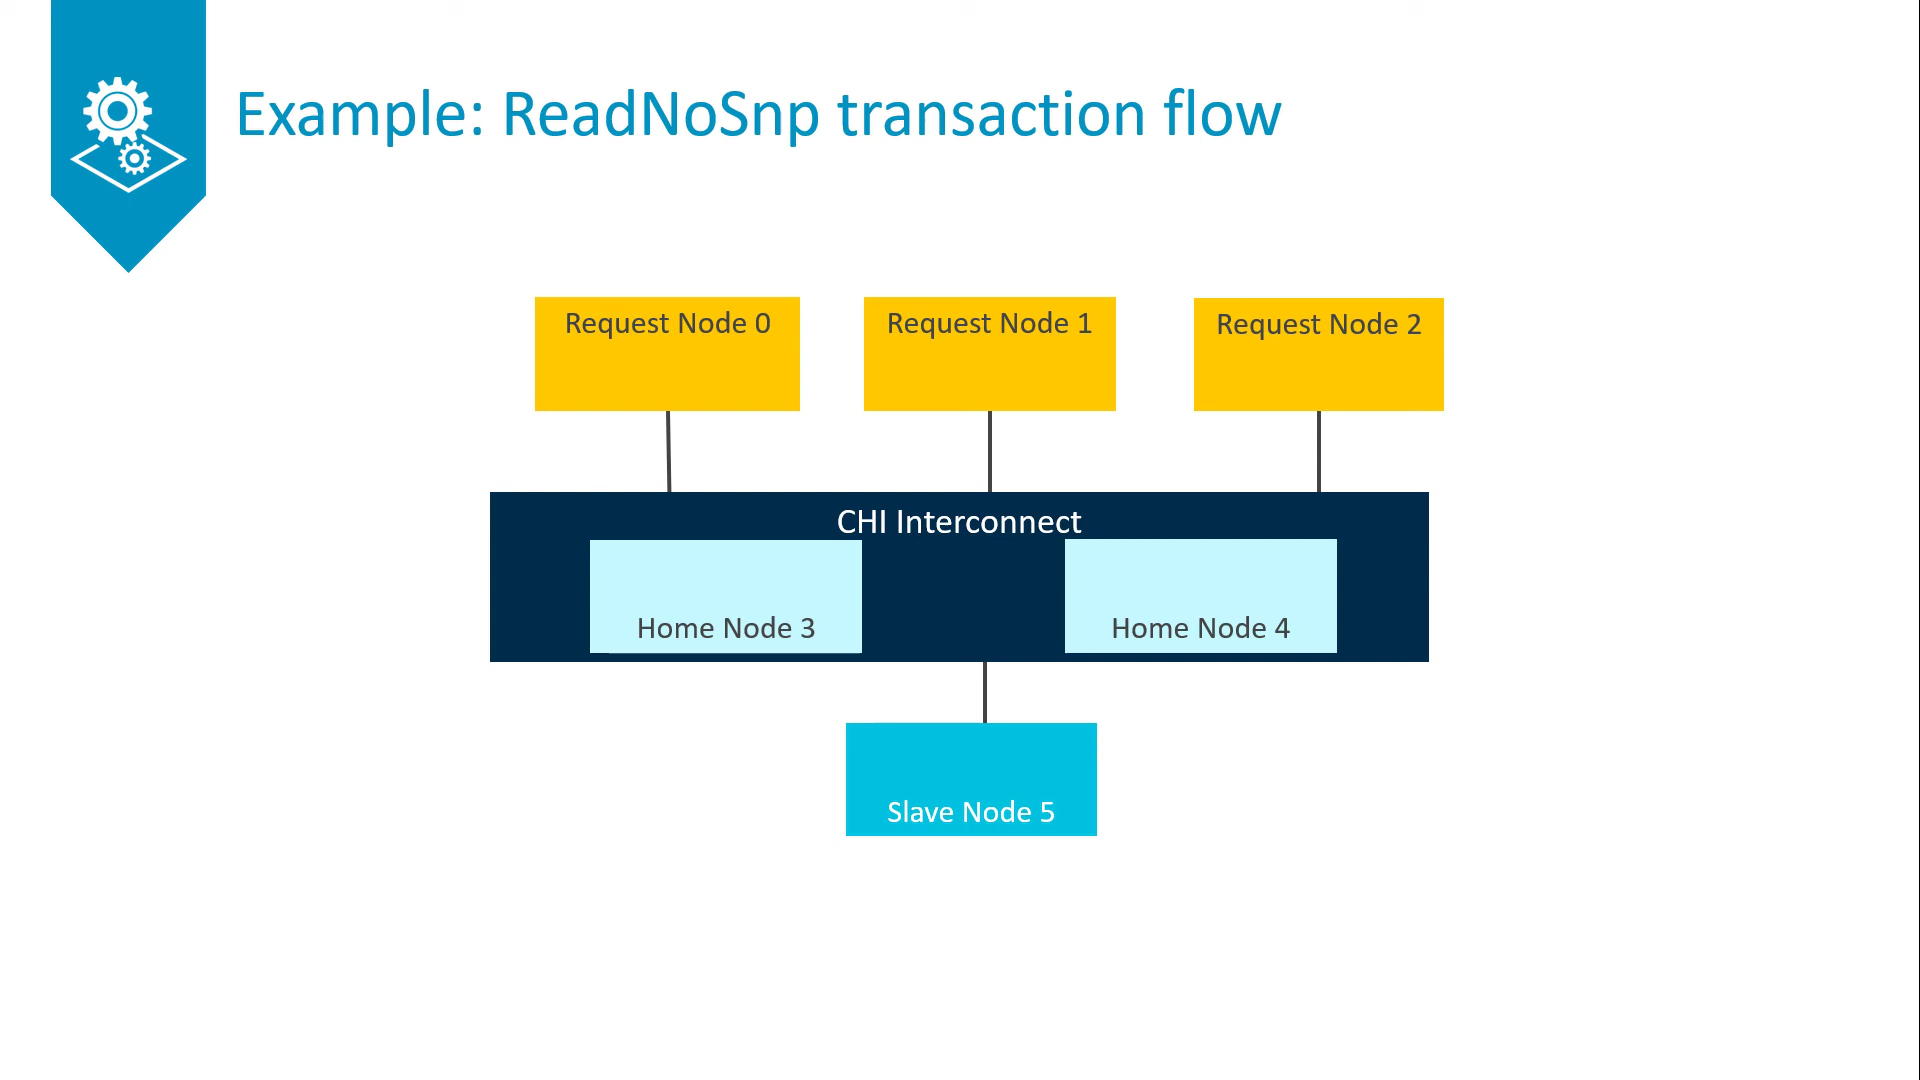 Example: ReadNoSnp transaction flow
Request Node 0
Request Node 1
Request Node 2
CHI Interconnect
Home Node 3
Home Node 4
Slave Node 5